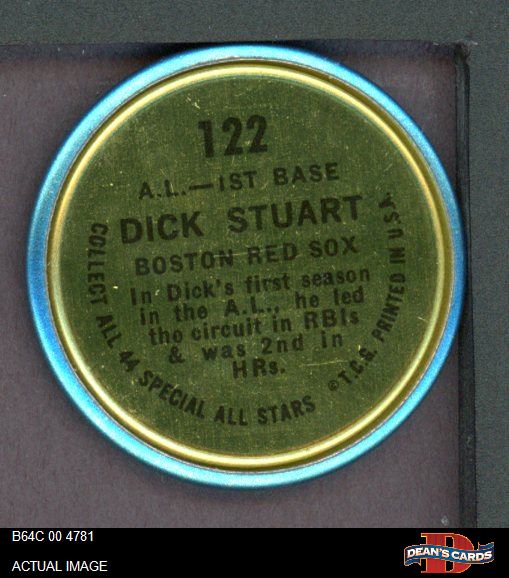 122
A.L.—1ST BASE
DICK STUART
BOSTON RED SOX
In Dick's first season
in the A.L., he led
the circuit in RBIs
& was 2nd in
HRs.
COLLECT ALL 44 SPECIAL ALL STARS
©T.C.G. PRINTED IN U.S.A.
B64C 00 4781
ACTUAL IMAGE
D
DEAN'S CARDS